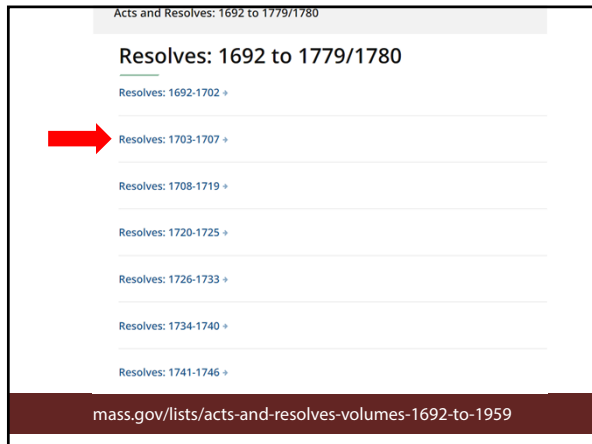 Acts and Resolves: 1692 to 1779/1780
Resolves: 1692 to 1779/1780
Resolves: 1692-1702 →
Resolves: 1703-1707 →
Resolves: 1708-1719 →
Resolves: 1720-1725 →
Resolves: 1726-1733 →
Resolves: 1734-1740 →
Resolves: 1741-1746 →
mass.gov/lists/acts-and-resolves-volumes-1692-to-1959